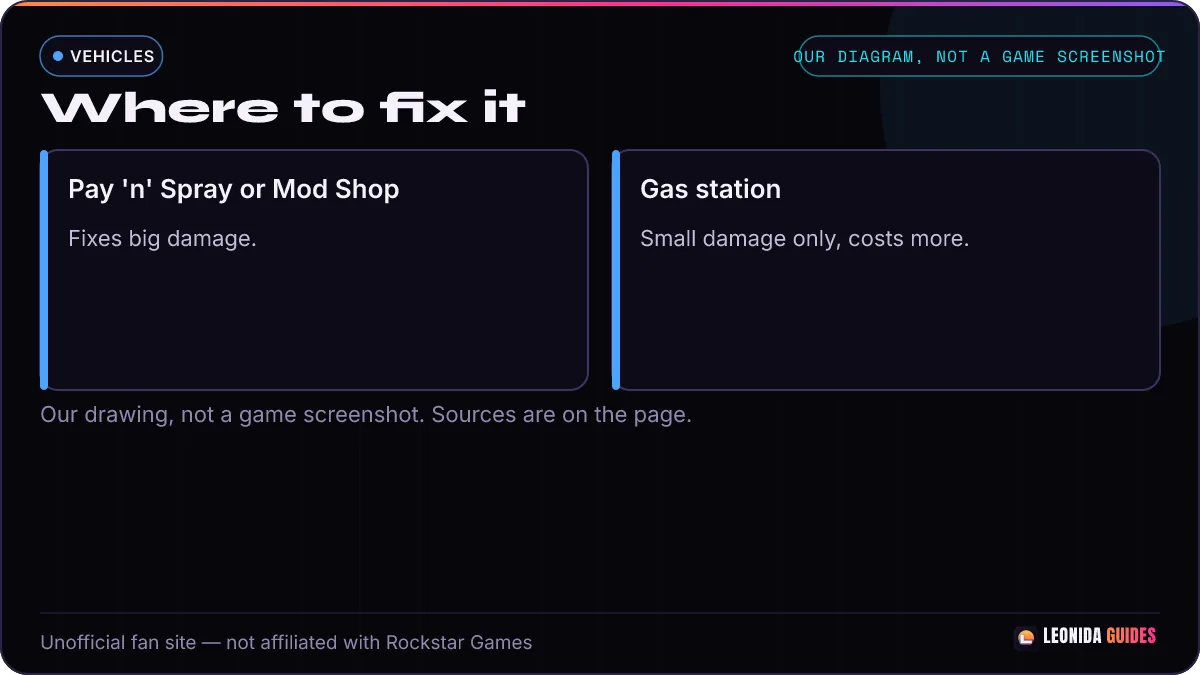 VEHICLES
OUR DIAGRAM, NOT A GAME SCREENSHOT
Where to fix it
Pay 'n' Spray or Mod Shop
Fixes big damage.
Gas station
Small damage only, costs more.
Our drawing, not a game screenshot. Sources are on the page.
Unofficial fan site — not affiliated with Rockstar Games
LEONIDA GUIDES